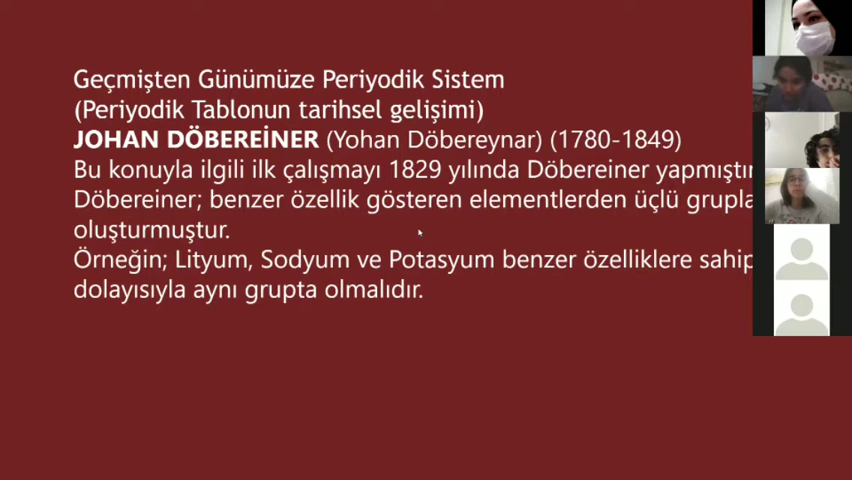 Geçmişten Günümüze Periyodik Sistem
(Periyodik Tablonun tarihsel gelişimi)
JOHAN DÖBEREİNER (Yohan Döbereynar) (1780-1849)
Bu konuyla ilgili ilk çalışmayı 1829 yılında Döbereiner yapmıştır
Döbereiner; benzer özellik gösteren elementlerden üçlü grupla
oluşturmuştur.
Örneğin; Lityum, Sodyum ve Potasyum benzer özelliklere sahip
dolayısıyla aynı grupta olmalıdır.